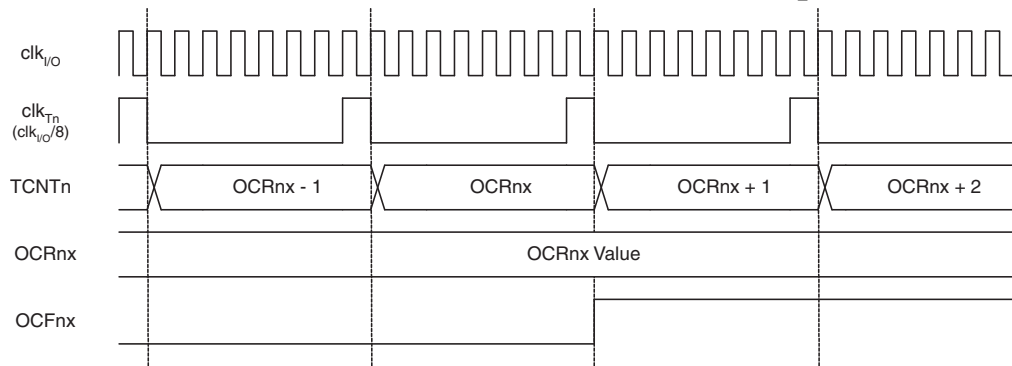 clkI/O
clkTn
(clkI/O/8)
TCNTn OCRnx - 1 OCRnx OCRnx + 1 OCRnx + 2
OCRnx OCRnx Value
OCFnx